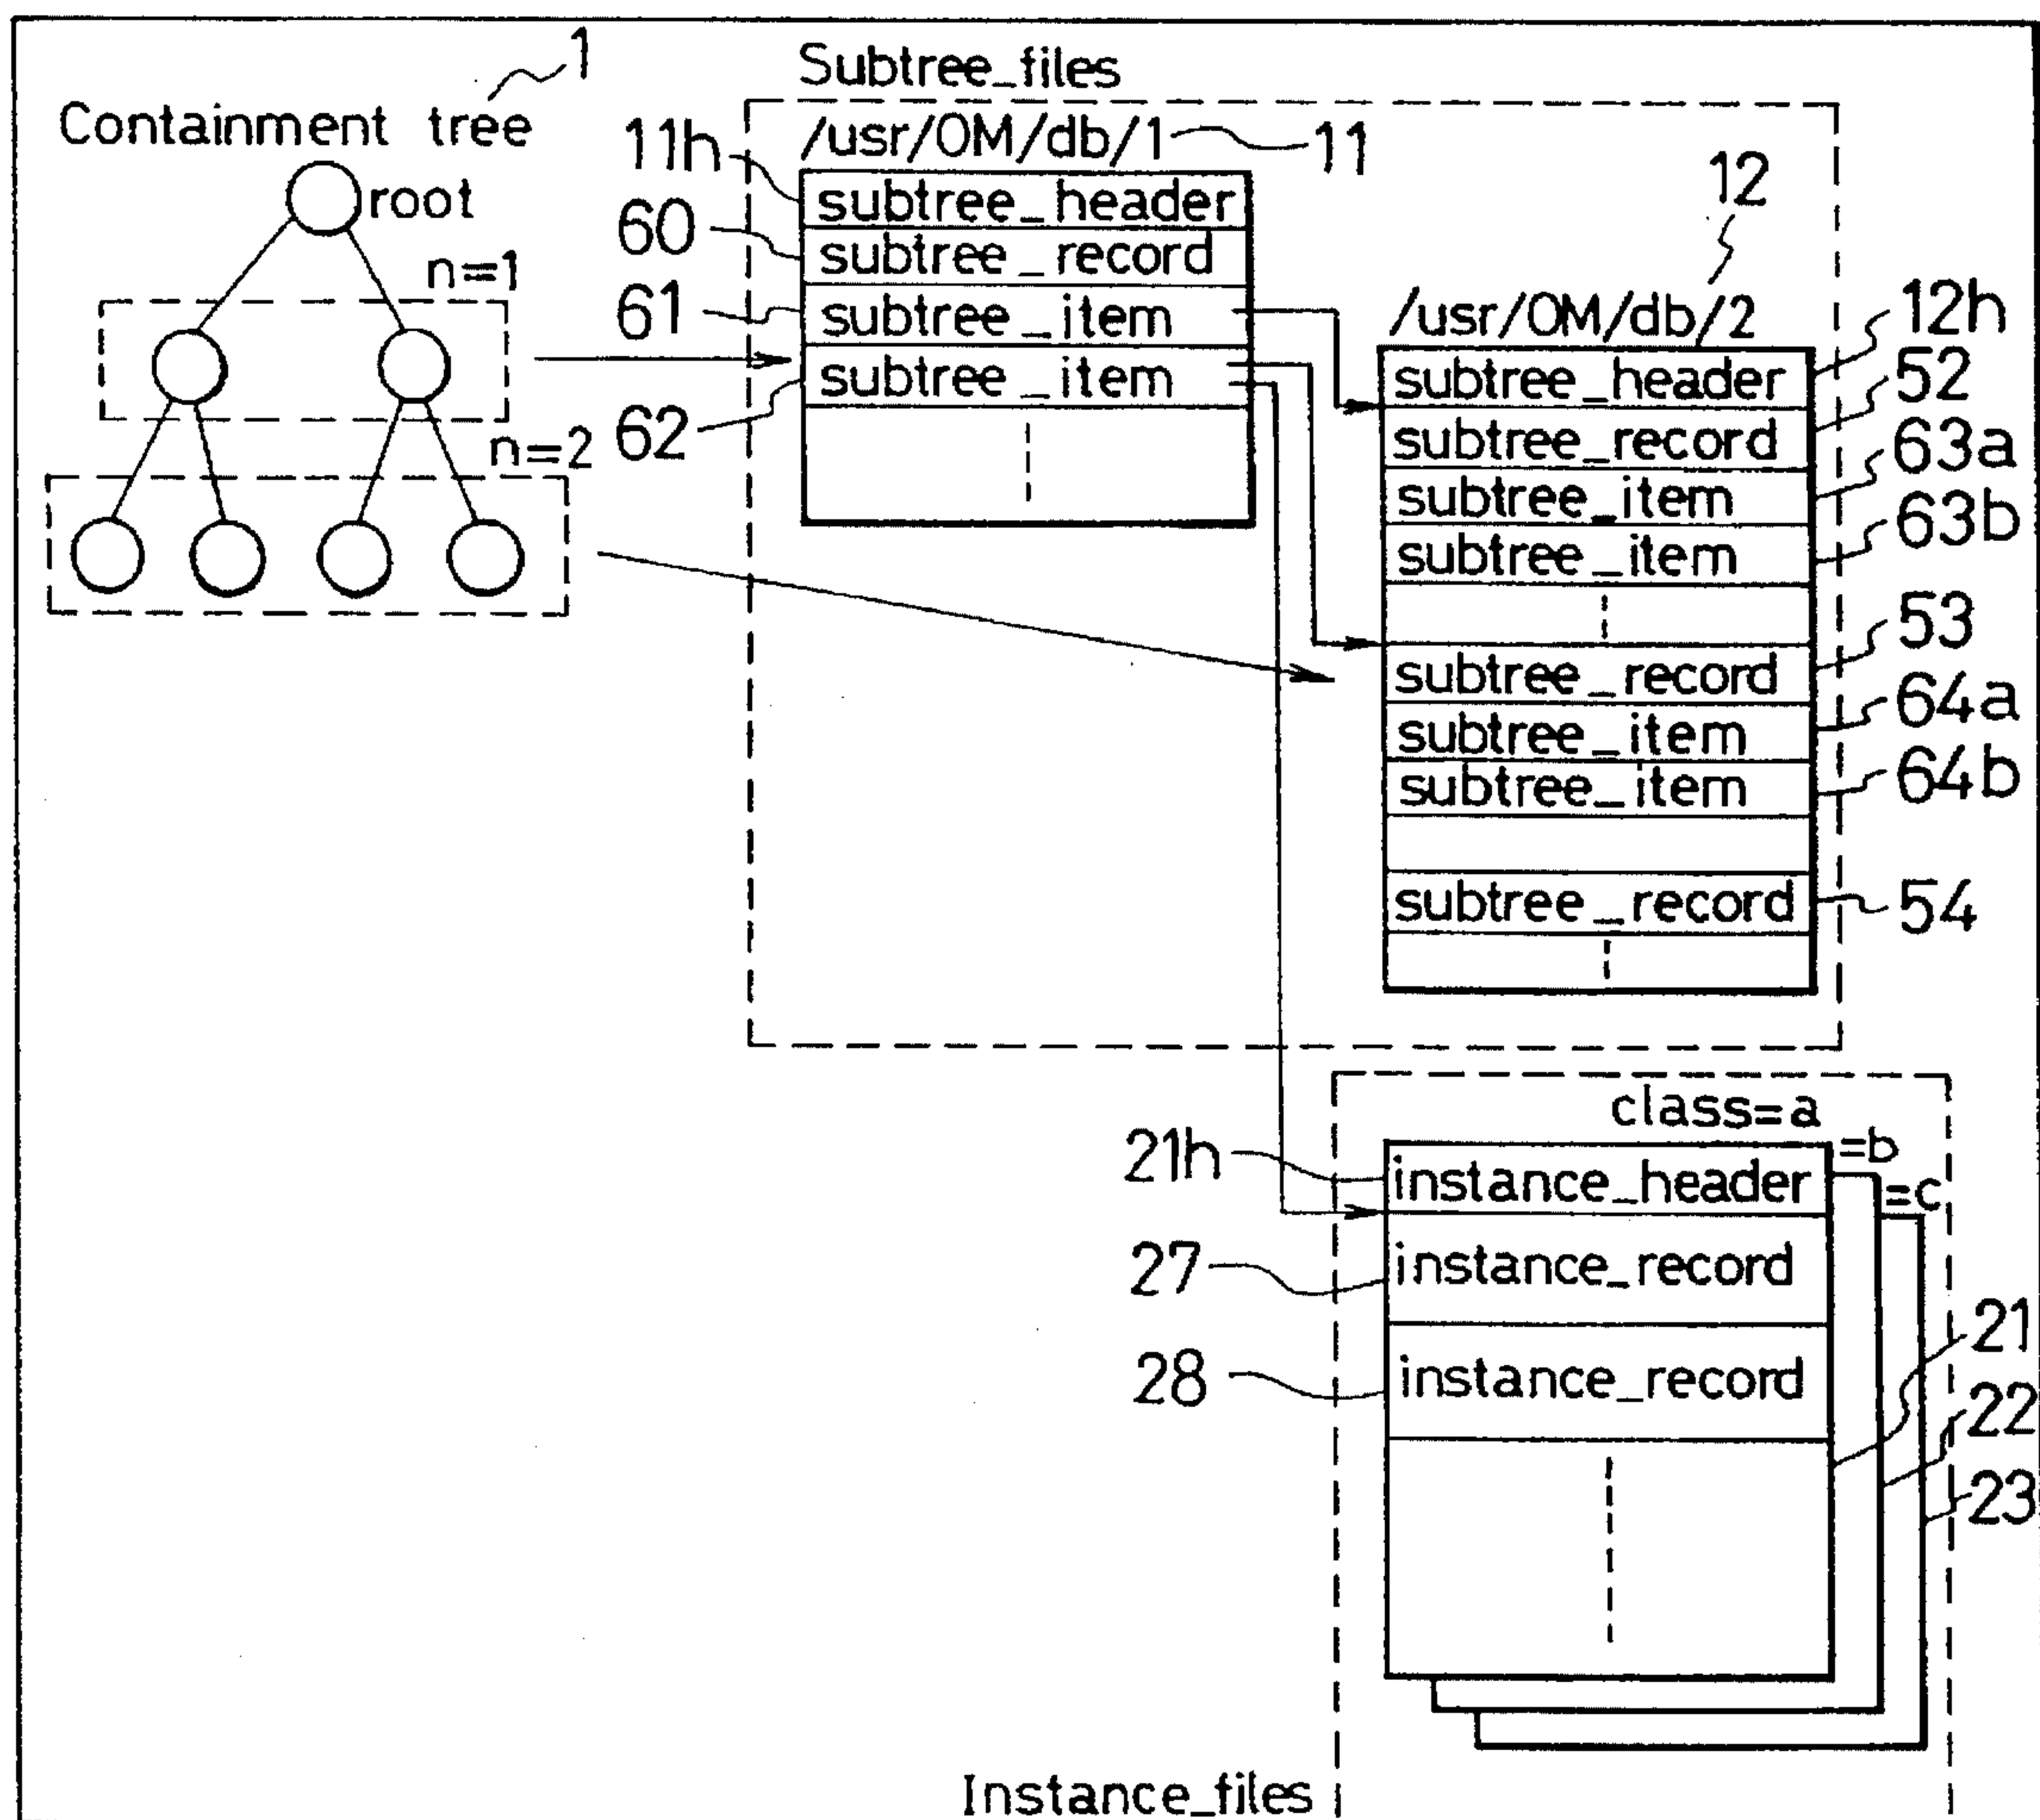 1
Containment tree
root
n=1
n=2
Subtree_files
/usr/OM/db/1
11
11h
subtree_header
60
subtree_record
61
subtree_item
62
subtree_item
12
/usr/OM/db/2
12h
subtree_header
52
subtree_record
63a
subtree_item
63b
subtree_item
53
subtree_record
64a
subtree_item
64b
subtree_item
54
subtree_record
class=a
=b
=c
21h
instance_header
27
instance_record
28
instance_record
21
22
23
Instance_files